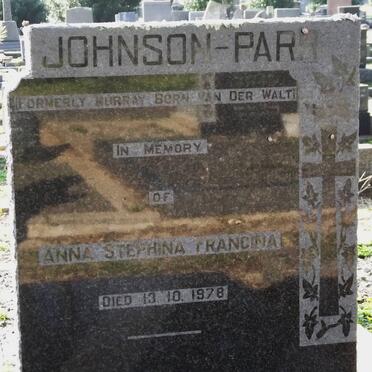 JOHNSON-PAR
FORMERLY MURRAY BORN VAN DER WALT
IN MEMORY
OF
ANNA STEPHINA FRANCINA
DIED 13.10.1978